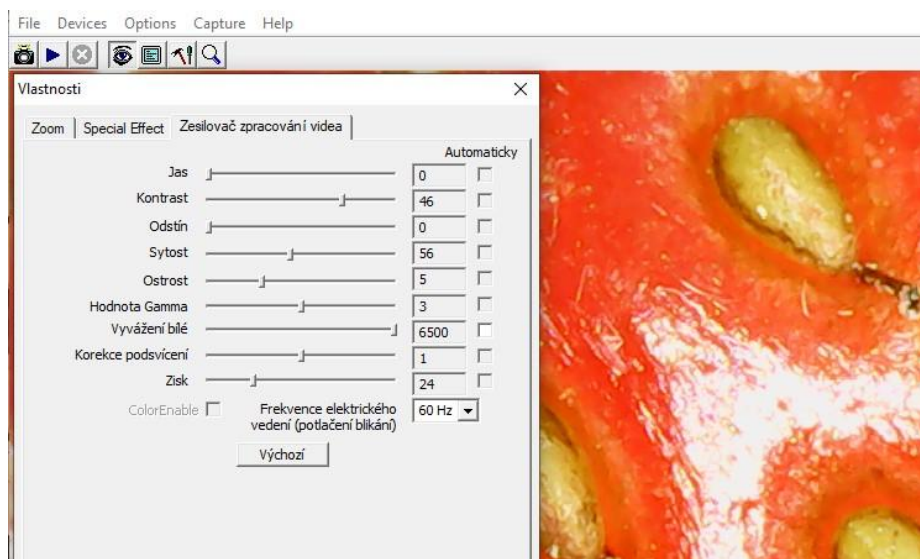 File Devices Options Capture Help
Vlastnosti
Zoom Special Effect Zesilovač zpracování videa
Automaticky
Jas 0
Kontrast 46
Odstín 0
Sytost 56
Ostrost 5
Hodnota Gamma 3
Vyvážení bílé 6500
Korekce podsvícení 1
Zisk 24
ColorEnable Frekvence elektrického 60 Hz
vedení (potlačení blikání)
Výchozí